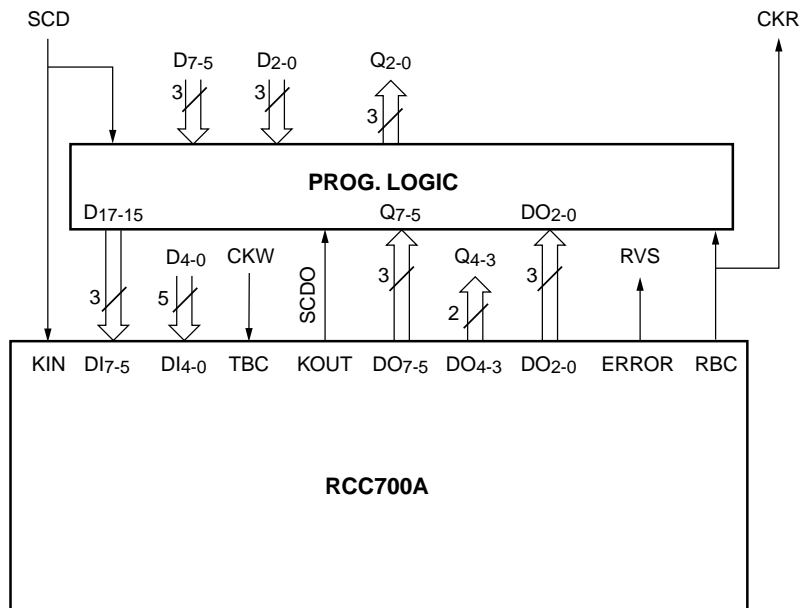 SCD CKR
D7-5 D2-0 Q2-0
3 3 3
PROG. LOGIC
D17-15 Q7-5 DO2-0
D4-0 CKW SCDO Q4-3 RVS
3 5 3 2 3
KIN DI7-5 DI4-0 TBC KOUT DO7-5 DO4-3 DO2-0 ERROR RBC
RCC700A